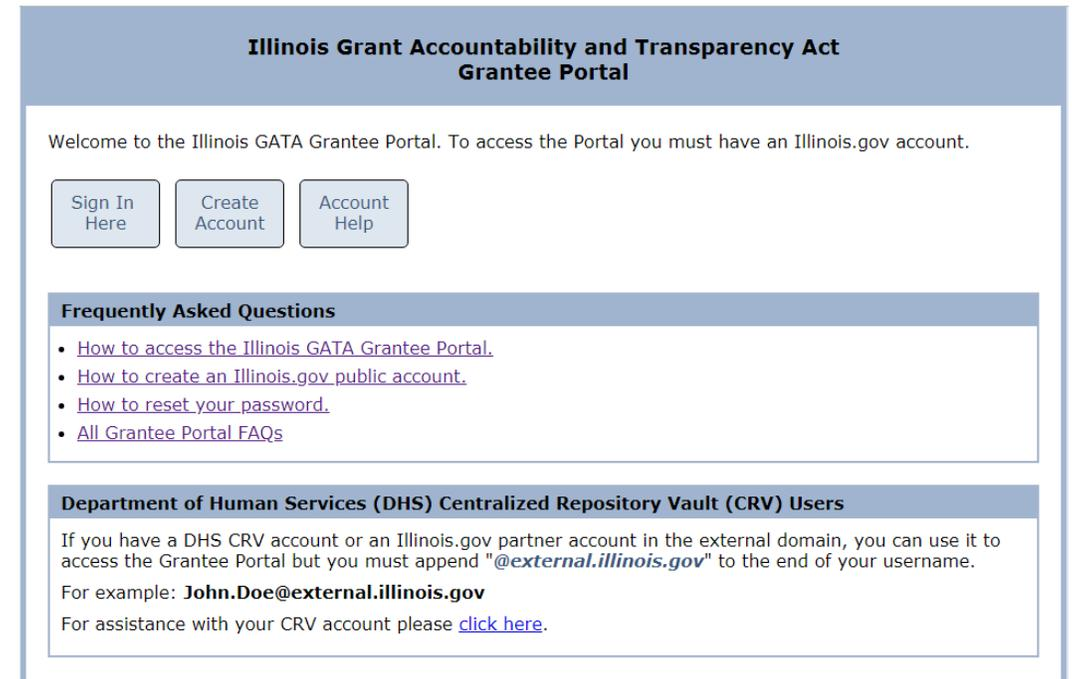 Illinois Grant Accountability and Transparency Act
Grantee Portal
Welcome to the Illinois GATA Grantee Portal. To access the Portal you must have an Illinois.gov account.
Sign In
Here
Create
Account
Account
Help
Frequently Asked Questions
• How to access the Illinois GATA Grantee Portal.
• How to create an Illinois.gov public account.
• How to reset your password.
• All Grantee Portal FAQs
Department of Human Services (DHS) Centralized Repository Vault (CRV) Users
If you have a DHS CRV account or an Illinois.gov partner account in the external domain, you can use it to
access the Grantee Portal but you must append "@external.illinois.gov" to the end of your username.
For example: John.Doe@external.illinois.gov
For assistance with your CRV account please click here.